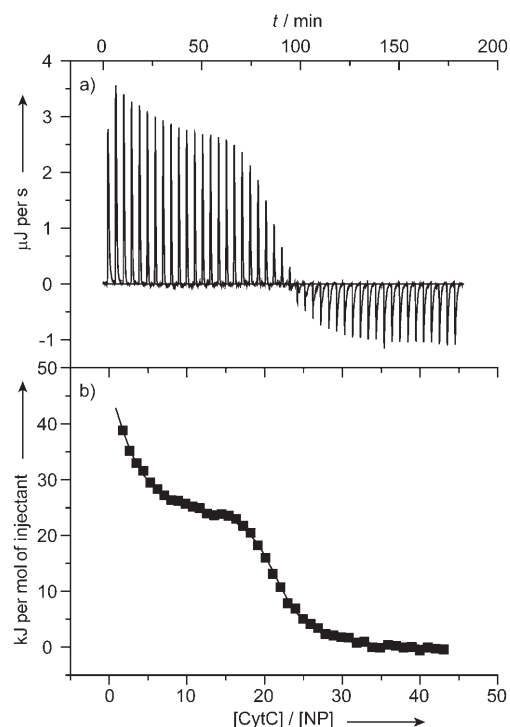 t / min
0 50 100 150 200
a)
4
3
2
1
0
-1
µJ per s
50
b)
40
30
20
10
0
kJ per mol of injectant
0 10 20 30 40 50
[CytC] / [NP]